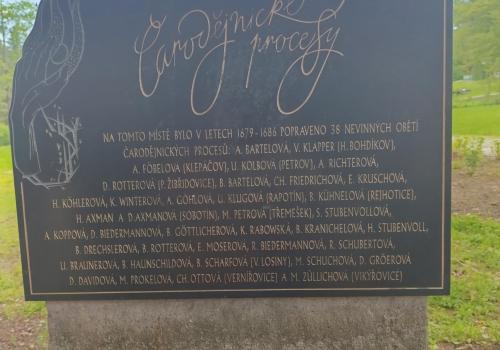 Čarodějnické
procesy
NA TOMTO MÍSTĚ BYLO V LETECH 1679-1686 POPRAVENO 38 NEVINNÝCH OBĚTÍ
ČARODĚJNICKÝCH PROCESŮ: A. BARTELOVÁ, V. KLAPPER (H. BOHDÍKOV),
A. FÖBELOVÁ (KLEPÁČOV), U. KOLBOVÁ (PETROV), A. RICHTEROVÁ,
D. ROTTEROVÁ (P. ŽIBŘIDOVICE), B. BARTELOVÁ, CH. FRIEDRICHOVÁ, E. KRUSCHOVÁ,
H. KÖHLEROVÁ, K. WINTEROVÁ, A. GÖHLOVÁ, U. KLUGOVÁ (RAPOTÍN), B. KÜHNELOVÁ (REJHOTICE),
H. AXMAN A D.AXMANOVÁ (SOBOTÍN), M. PETROVÁ (TŘEMEŠEK), S. STUBENVOLLOVÁ,
A. KOPPOVÁ, D. BIEDERMANNOVÁ, B. GÖTTLICHEROVÁ, K. RABOWSKÁ, B. KRANICHELOVÁ, H. STUBENVOLL,
B. DRECHSLEROVÁ, B. ROTTEROVÁ, E. MOSEROVÁ, R. BIEDERMANNOVÁ, R. SCHUBERTOVÁ,
U. BRAUNEROVÁ, B. HAUNSCHILDOVÁ, B. SCHARFOVÁ (V. LOSINY), M. SCHUCHOVÁ, D. GRÖEROVÁ
D. DAVIDOVÁ, M. PROKELOVÁ, CH. OTTOVÁ (VERNÍŘOVICE) A M. ZÜLLICHOVÁ (VIKÝŘOVICE)